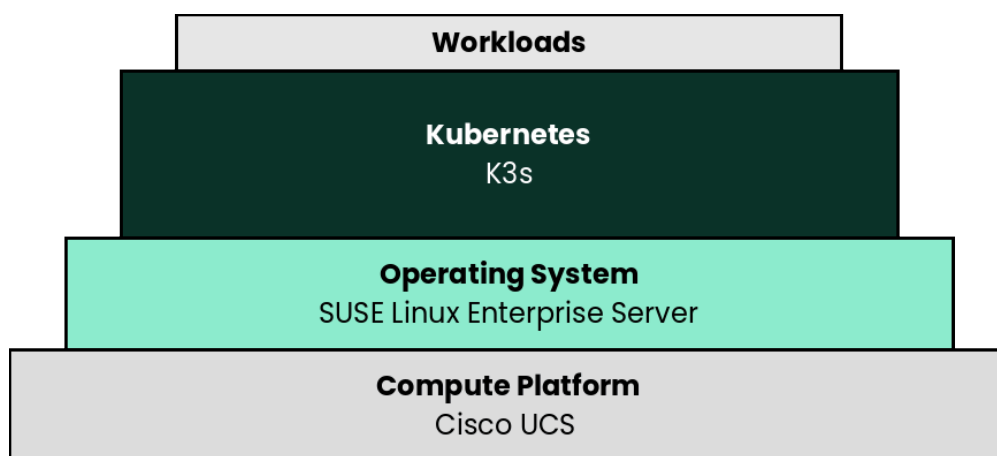 Workloads
Kubernetes
K3s
Operating System
SUSE Linux Enterprise Server
Compute Platform
Cisco UCS